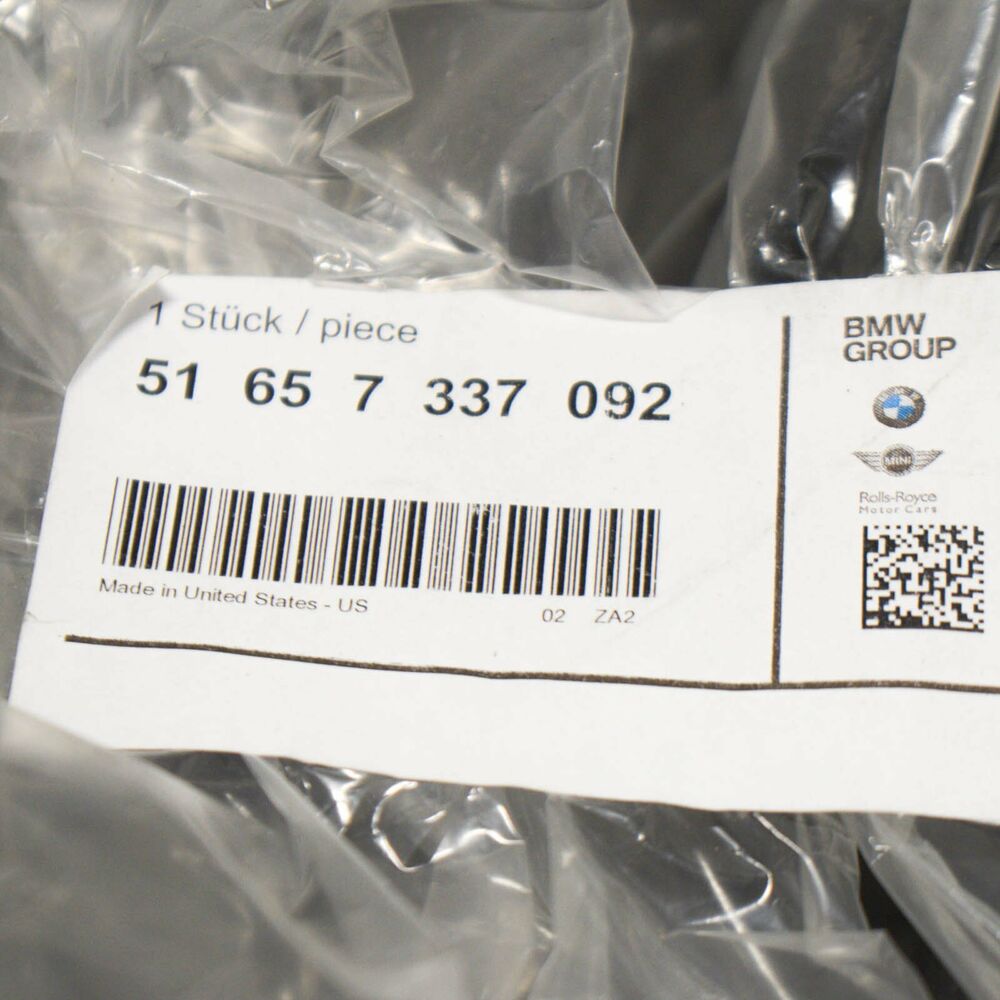 1 Stück / piece
51 65 7 337 092
Made in United States - US
02 ZA2
BMW
GROUP
MINI
Rolls-Royce
Motor Cars